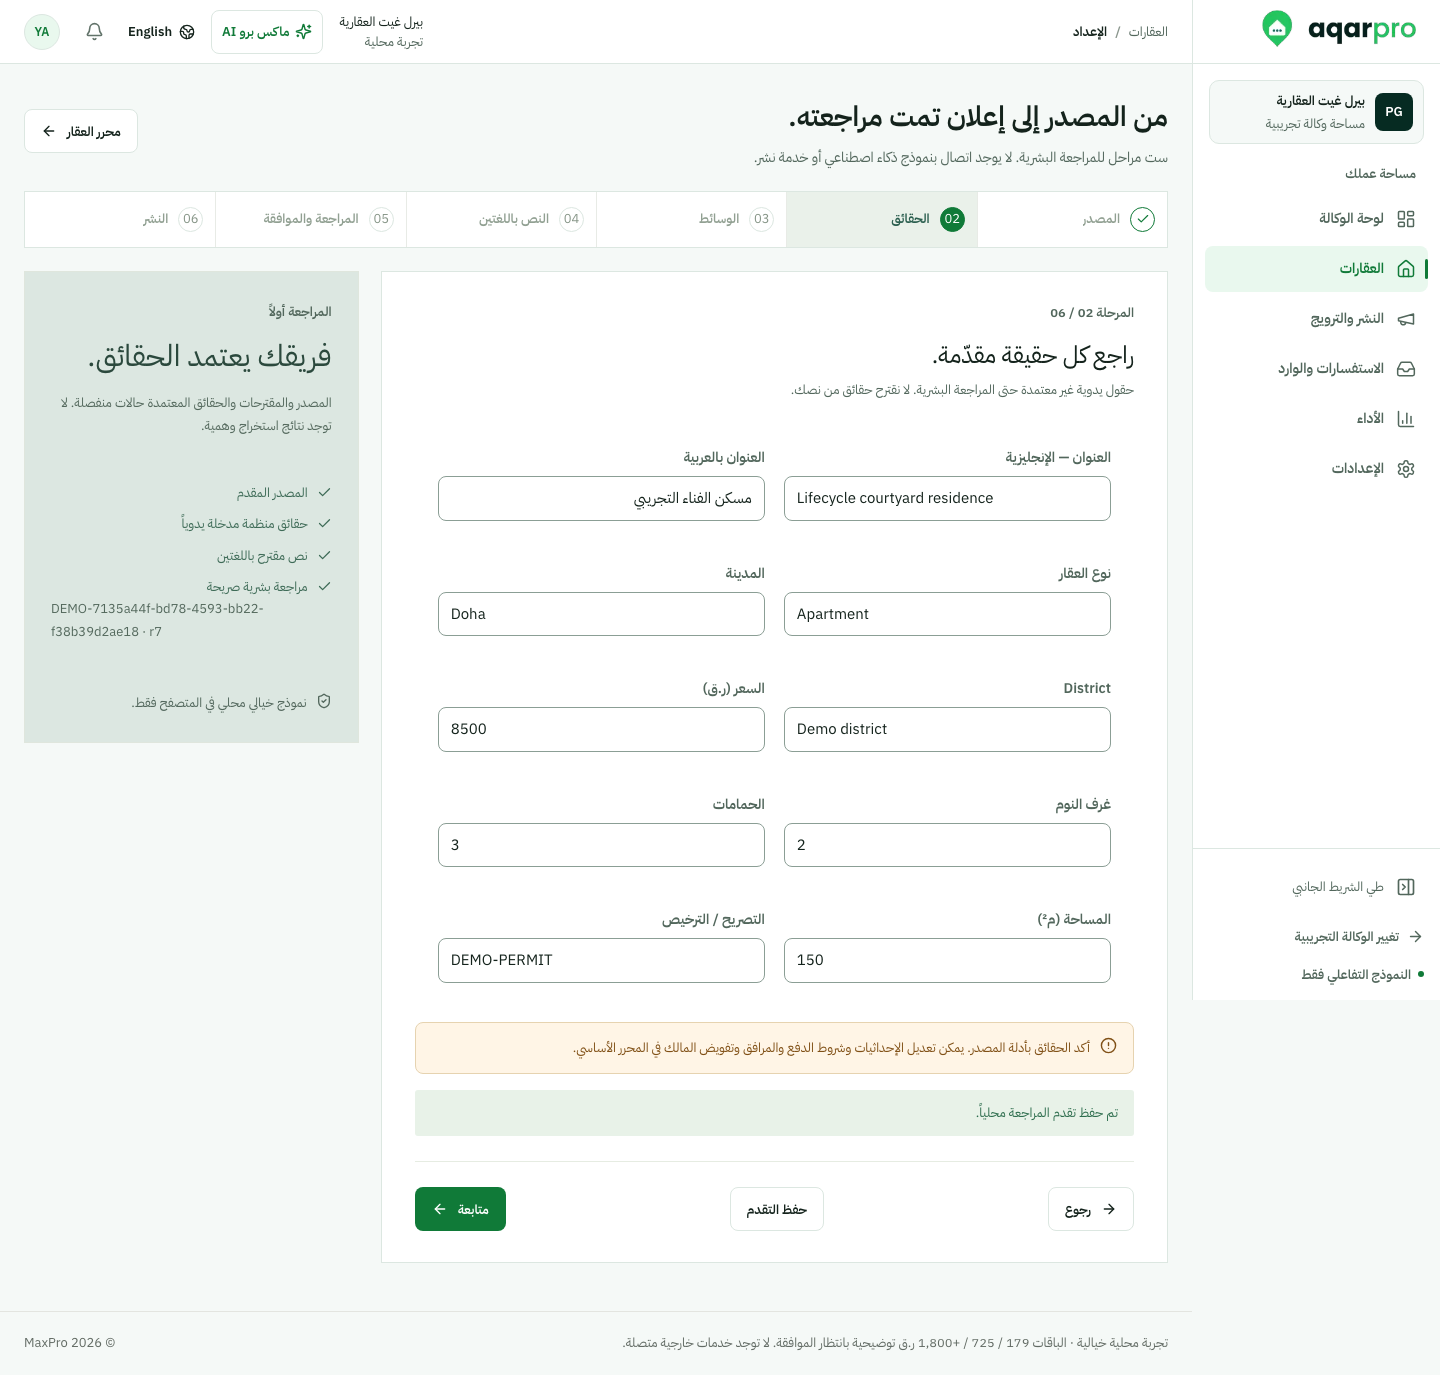 aqarpro
PG
بيرل غيت العقارية
مساحة وكالة تجريبية
مساحة عملك
لوحة الوكالة
العقارات
النشر والترويج
الاستفسارات والوارد
الأداء
الإعدادات
طي الشريط الجانبي
تغيير الوكالة التجريبية
النموذج التفاعلي فقط
العقارات / الإعداد
بيرل غيت العقارية
تجربة محلية
ماكس برو AI
English
YA
من المصدر إلى إعلان تمت مراجعته.
ست مراحل للمراجعة البشرية. لا يوجد اتصال بنموذج ذكاء اصطناعي أو خدمة نشر.
محرر العقار
المصدر
02 الحقائق
03 الوسائط
04 النص باللغتين
05 المراجعة والموافقة
06 النشر
المرحلة 02 / 06
راجع كل حقيقة مقدّمة.
حقول يدوية غير معتمدة حتى المراجعة البشرية. لا نقترح حقائق من نصك.
العنوان — الإنجليزية
Lifecycle courtyard residence
العنوان بالعربية
مسكن الفناء التجريبي
نوع العقار
Apartment
المدينة
Doha
District
Demo district
السعر (ر.ق)
8500
غرف النوم
2
الحمامات
3
المساحة (م²)
150
التصريح / الترخيص
DEMO-PERMIT
أكد الحقائق بأدلة المصدر. يمكن تعديل الإحداثيات وشروط الدفع والمرافق وتفويض المالك في المحرر الأساسي.
تم حفظ تقدم المراجعة محلياً.
رجوع
حفظ التقدم
متابعة
المراجعة أولاً
فريقك يعتمد الحقائق.
المصدر والمقترحات والحقائق المعتمدة حالات منفصلة. لا
توجد نتائج استخراج وهمية.
المصدر المقدم
حقائق منظمة مدخلة يدوياً
نص مقترح باللغتين
مراجعة بشرية صريحة
DEMO-7135a44f-bd78-4593-bb22-
f38b39d2ae18 · r7
نموذج خيالي محلي في المتصفح فقط.
تجربة محلية خيالية · الباقات 179 / 725 / +1,800 ر.ق توضيحية بانتظار الموافقة. لا توجد خدمات خارجية متصلة.
© 2026 MaxPro